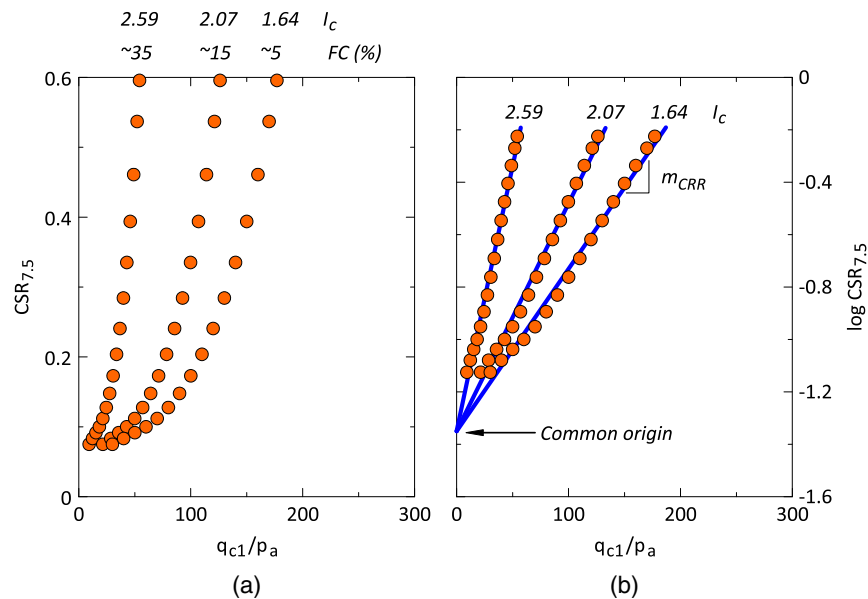 2.59 2.07 1.64 I_c
~35 ~15 ~5 FC (%)
0.6
0.4
0.2
0
CSR_7.5
0 100 200 300
q_c1/p_a
(a)
2.59 2.07 1.64 I_c
m_CRR
Common origin
0
-0.4
-0.8
-1.2
-1.6
log CSR_7.5
0 100 200 300
q_c1/p_a
(b)